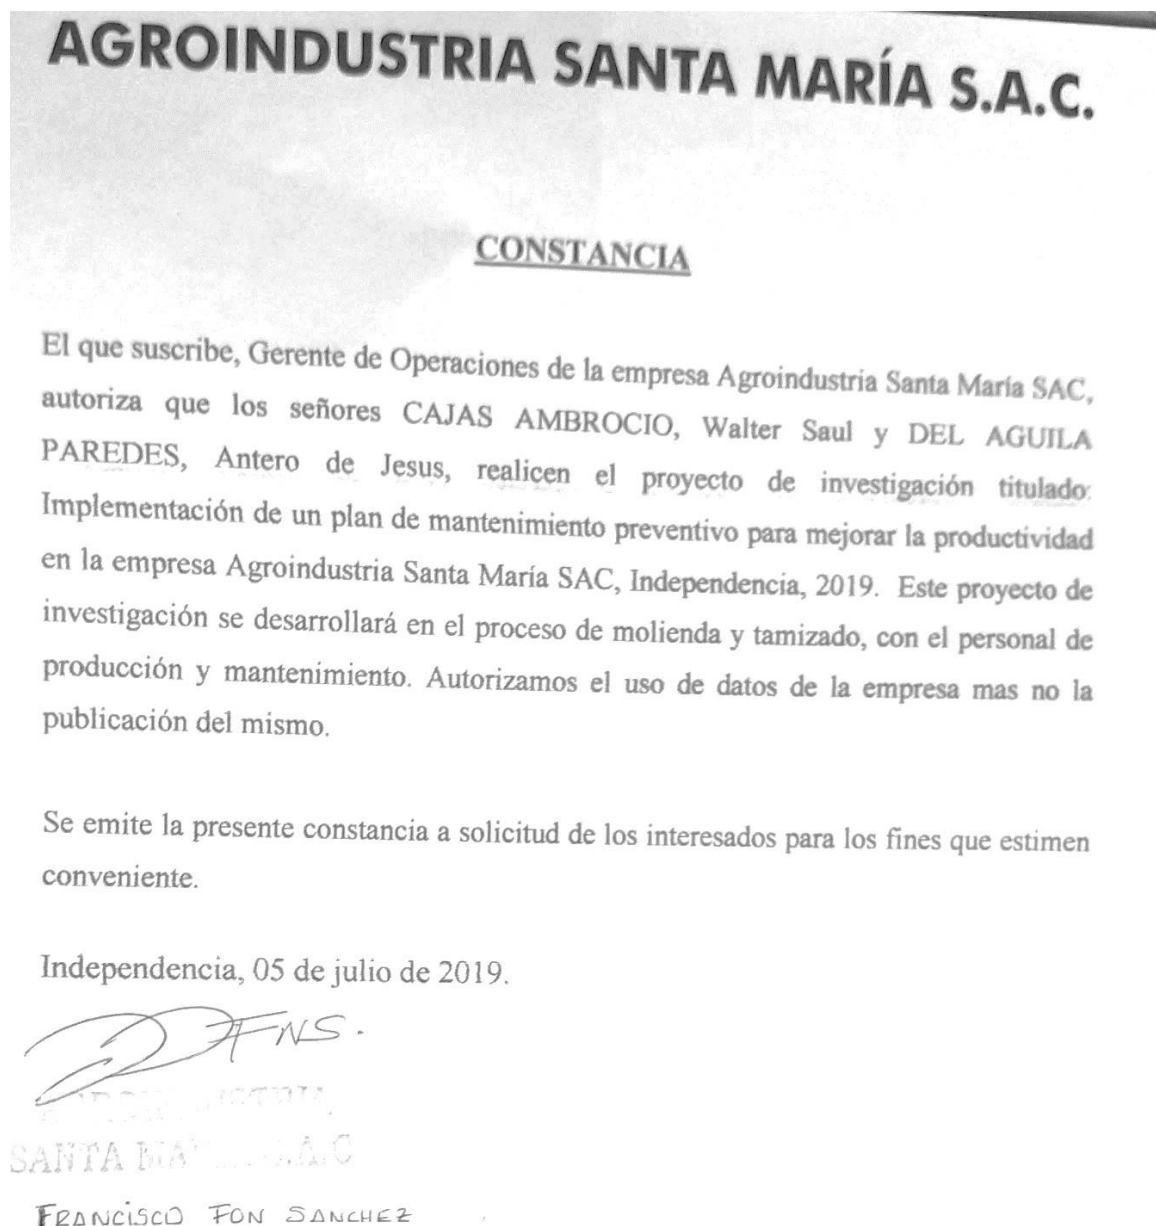 AGROINDUSTRIA SANTA MARÍA S.A.C.
CONSTANCIA
El que suscribe, Gerente de Operaciones de la empresa Agroindustria Santa María SAC,
autoriza que los señores CAJAS AMBROCIO, Walter Saul y DEL AGUILA
PAREDES, Antero de Jesus, realicen el proyecto de investigación titulado:
Implementación de un plan de mantenimiento preventivo para mejorar la productividad
en la empresa Agroindustria Santa María SAC, Independencia, 2019. Este proyecto de
investigación se desarrollará en el proceso de molienda y tamizado, con el personal de
producción y mantenimiento. Autorizamos el uso de datos de la empresa mas no la
publicación del mismo.
Se emite la presente constancia a solicitud de los interesados para los fines que estimen
conveniente.
Independencia, 05 de julio de 2019.
FNS.
SANTA
FRANCISCO FON SANCHEZ